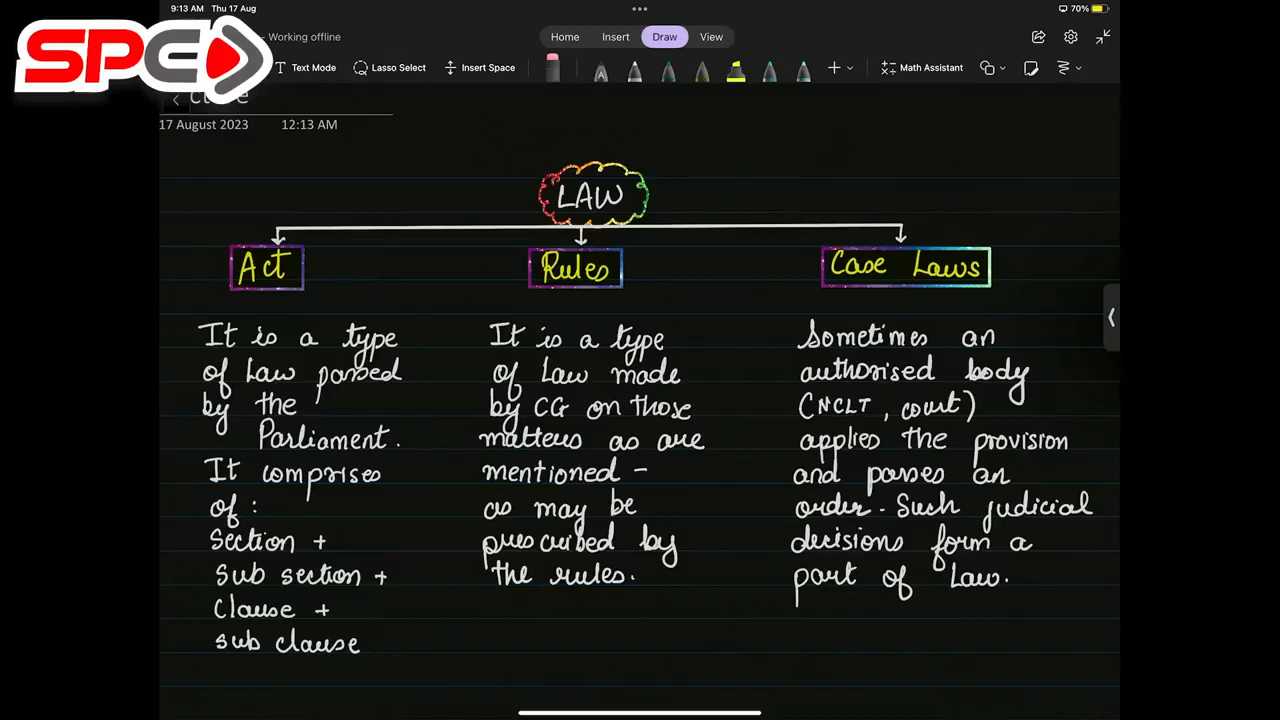 9:13 AM Thu 17 Aug
70%
SPE
- Working offline
Home
Insert
Draw
View
Text Mode
Lasso Select
Insert Space
Math Assistant
17 August 2023
12:13 AM
LAW
Act
Rules
Case Laws
It is a type
of Law passed
by the
Parliament.
It comprises
of:
Section +
Sub section +
Clause +
sub clause
It is a type
of Law made
by CG on those
matters as are
mentioned -
as may be
prescribed by
the rules.
Sometimes an
authorised body
(NCLT, court)
applies the provision
and passes an
order. Such judicial
decisions form a
part of Law.